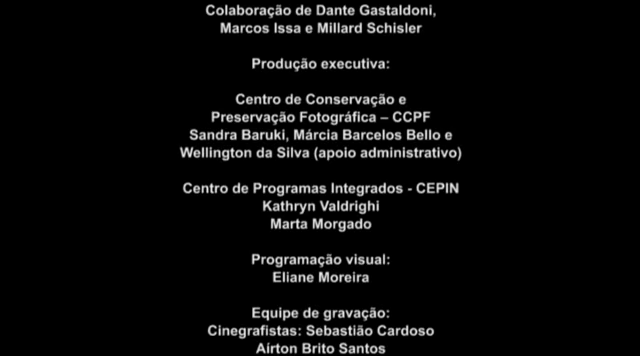 Colaboração de Dante Gastaldoni,
Marcos Issa e Millard Schisler
Produção executiva:
Centro de Conservação e
Preservação Fotográfica – CCPF
Sandra Baruki, Márcia Barcelos Bello e
Wellington da Silva (apoio administrativo)
Centro de Programas Integrados - CEPIN
Kathryn Valdrighi
Marta Morgado
Programação visual:
Eliane Moreira
Equipe de gravação:
Cinegrafistas: Sebastião Cardoso
Aírton Brito Santos